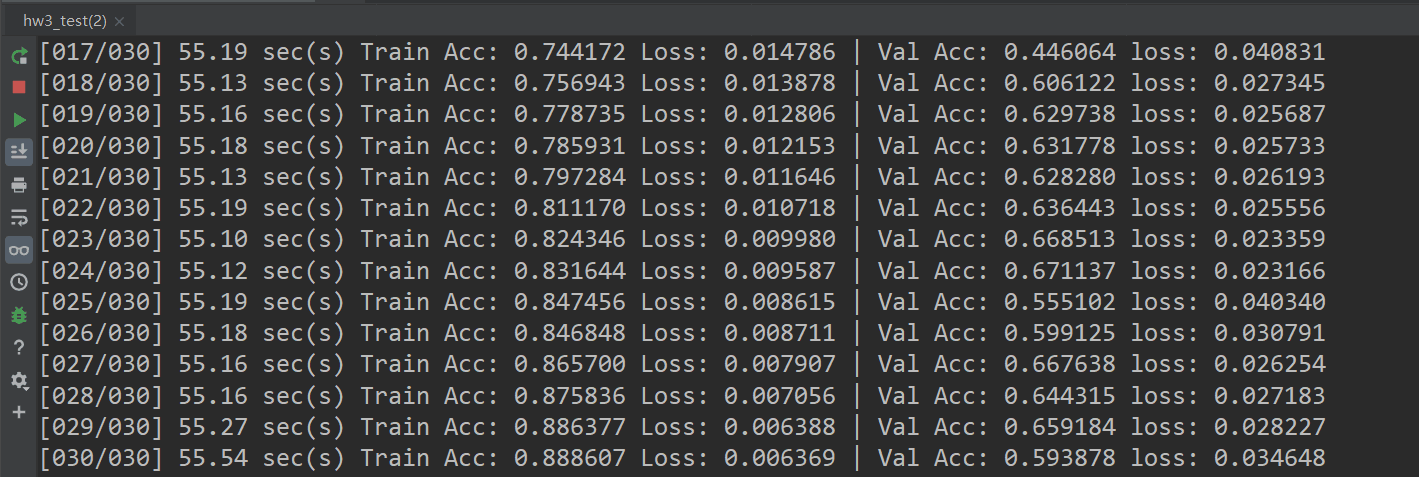 hw3_test(2)
[017/030] 55.19 sec(s) Train Acc: 0.744172 Loss: 0.014786 | Val Acc: 0.446064 loss: 0.040831
[018/030] 55.13 sec(s) Train Acc: 0.756943 Loss: 0.013878 | Val Acc: 0.606122 loss: 0.027345
[019/030] 55.16 sec(s) Train Acc: 0.778735 Loss: 0.012806 | Val Acc: 0.629738 loss: 0.025687
[020/030] 55.18 sec(s) Train Acc: 0.785931 Loss: 0.012153 | Val Acc: 0.631778 loss: 0.025733
[021/030] 55.13 sec(s) Train Acc: 0.797284 Loss: 0.011646 | Val Acc: 0.628280 loss: 0.026193
[022/030] 55.19 sec(s) Train Acc: 0.811170 Loss: 0.010718 | Val Acc: 0.636443 loss: 0.025556
[023/030] 55.10 sec(s) Train Acc: 0.824346 Loss: 0.009980 | Val Acc: 0.668513 loss: 0.023359
[024/030] 55.12 sec(s) Train Acc: 0.831644 Loss: 0.009587 | Val Acc: 0.671137 loss: 0.023166
[025/030] 55.19 sec(s) Train Acc: 0.847456 Loss: 0.008615 | Val Acc: 0.555102 loss: 0.040340
[026/030] 55.18 sec(s) Train Acc: 0.846848 Loss: 0.008711 | Val Acc: 0.599125 loss: 0.030791
[027/030] 55.16 sec(s) Train Acc: 0.865700 Loss: 0.007907 | Val Acc: 0.667638 loss: 0.026254
[028/030] 55.16 sec(s) Train Acc: 0.875836 Loss: 0.007056 | Val Acc: 0.644315 loss: 0.027183
[029/030] 55.27 sec(s) Train Acc: 0.886377 Loss: 0.006388 | Val Acc: 0.659184 loss: 0.028227
[030/030] 55.54 sec(s) Train Acc: 0.888607 Loss: 0.006369 | Val Acc: 0.593878 loss: 0.034648